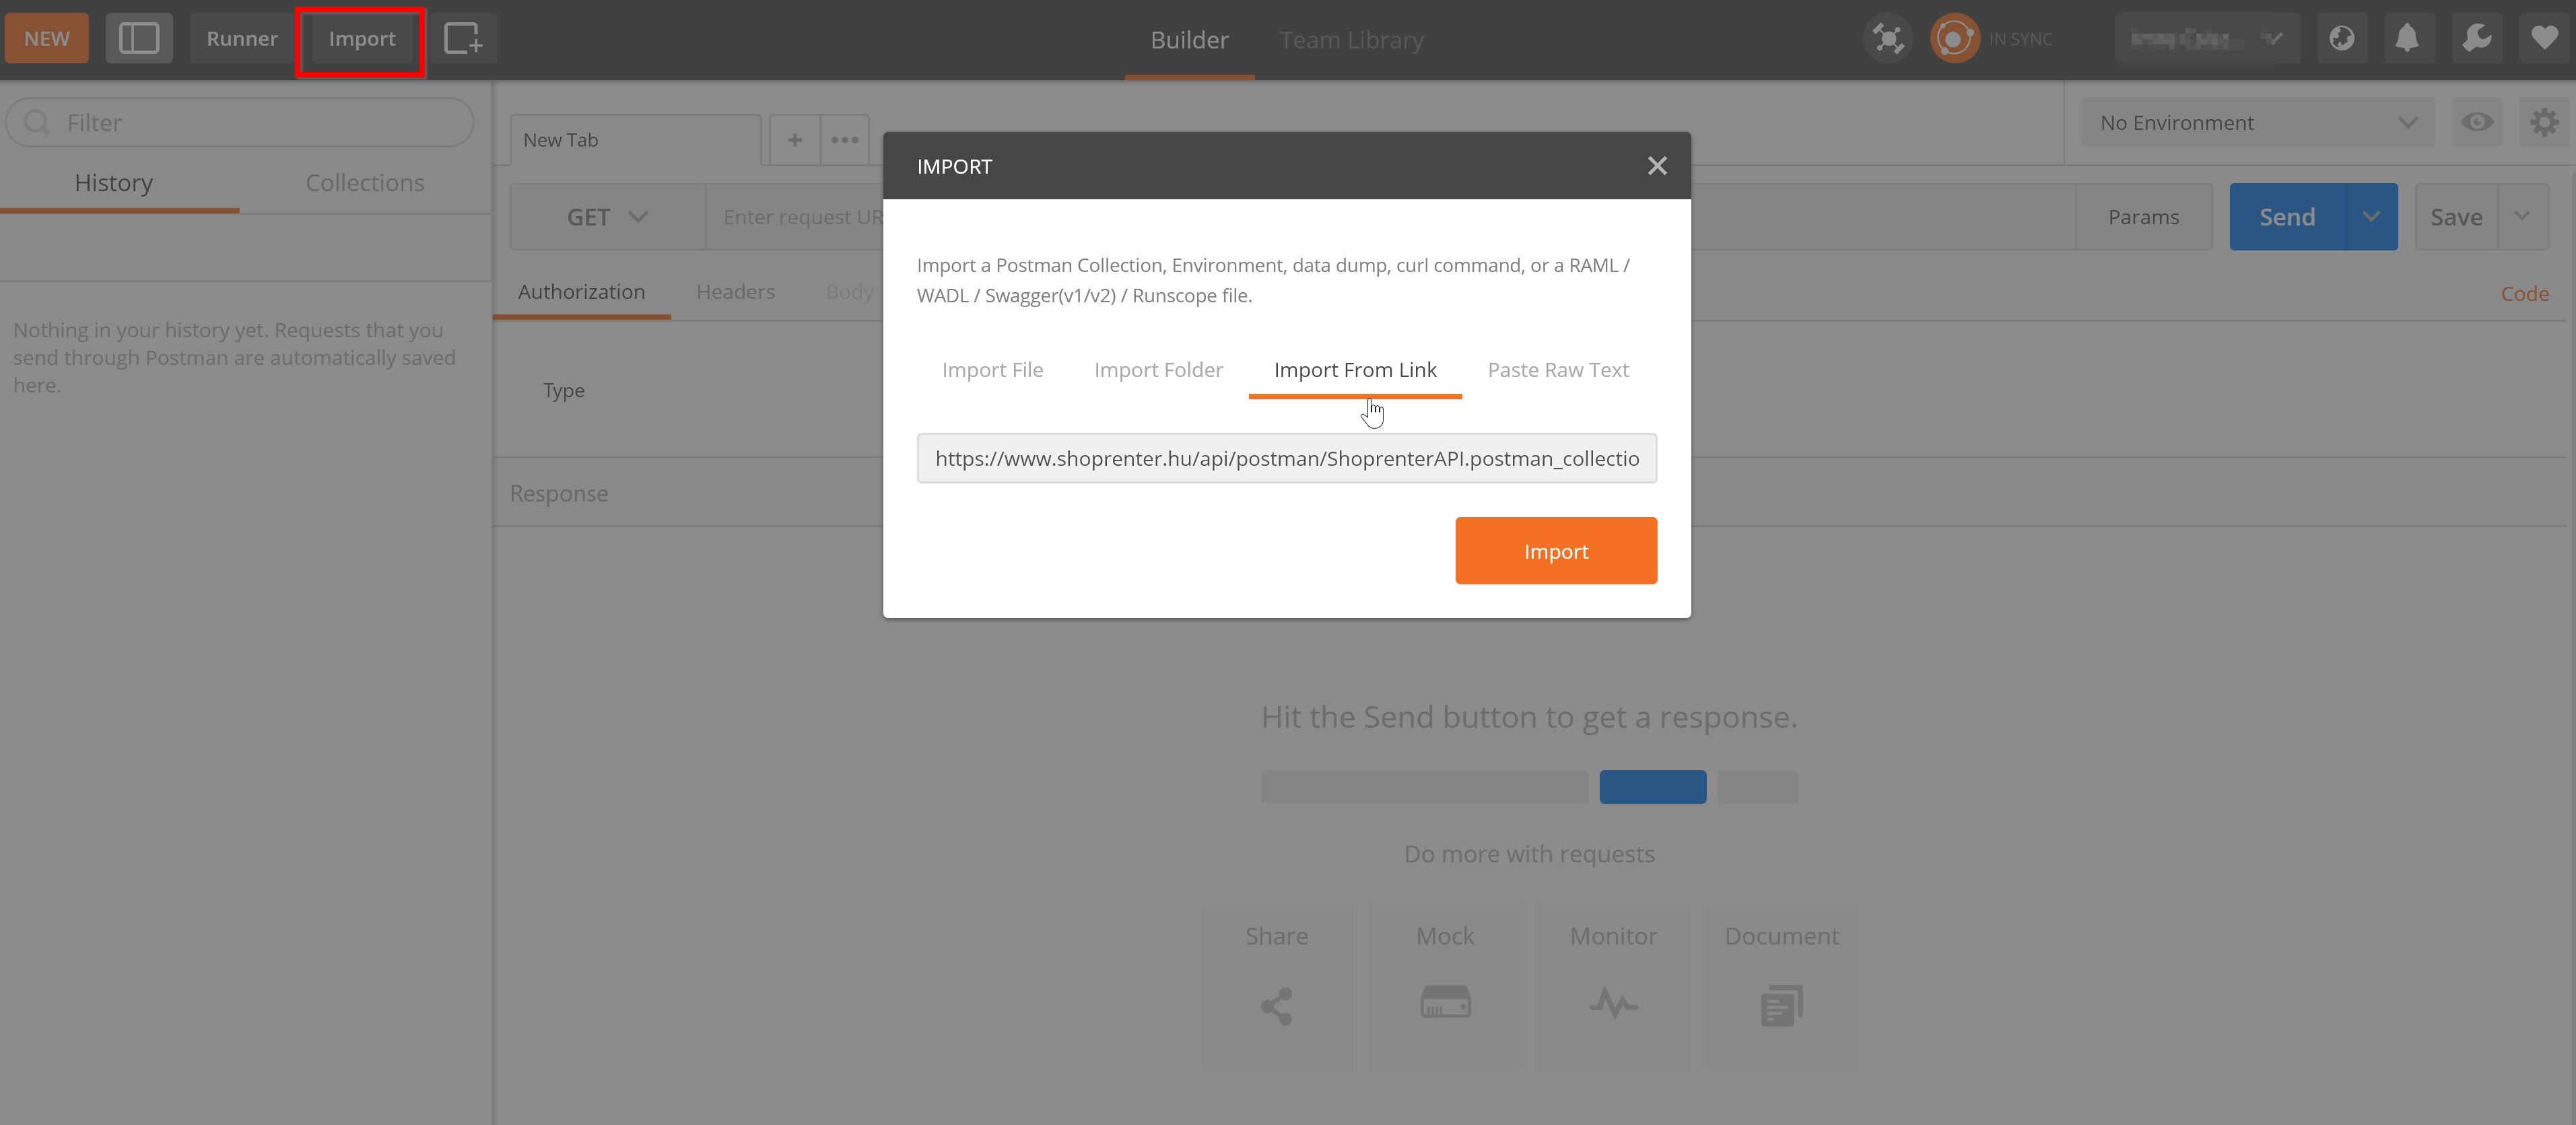 NEW Runner Import Builder Team Library IN SYNC
Filter
History Collections
Nothing in your history yet. Requests that you
send through Postman are automatically saved
here.
New Tab
No Environment
GET Enter request UR Params Send Save
Authorization Headers Body Code
Type
Response
IMPORT
Import a Postman Collection, Environment, data dump, curl command, or a RAML /
WADL / Swagger(v1/v2) / Runscope file.
Import File Import Folder Import From Link Paste Raw Text
https://www.shoprenter.hu/api/postman/ShoprenterAPI.postman_collectio
Import
Hit the Send button to get a response.
Do more with requests
Share Mock Monitor Document